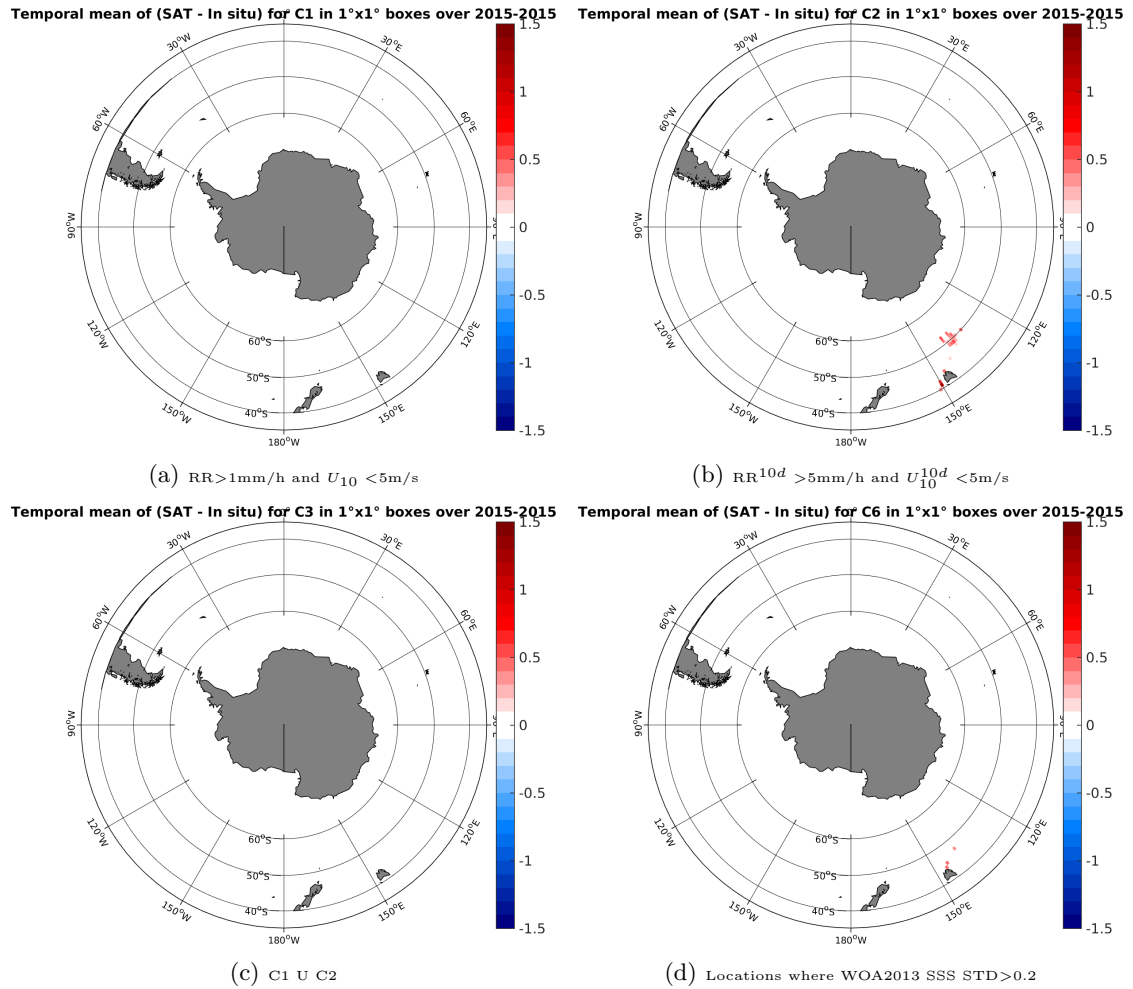 Temporal mean of (SAT - In situ) for C1 in 1°x1° boxes over 2015-2015
30°W
30°E
60°W
60°E
90°W
120°W
120°E
150°W
150°E
180°W
60°S
50°S
40°S
1.5
1
0.5
0
-0.5
-1
-1.5
(a) RR>1mm/h and U10 <5m/s
Temporal mean of (SAT - In situ) for C2 in 1°x1° boxes over 2015-2015
30°W
30°E
60°W
60°E
90°W
120°W
120°E
150°W
150°E
180°W
60°S
50°S
40°S
1.5
1
0.5
0
-0.5
-1
-1.5
(b) RR^10d >5mm/h and U10^10d <5m/s
Temporal mean of (SAT - In situ) for C3 in 1°x1° boxes over 2015-2015
30°W
30°E
60°W
60°E
90°W
120°W
120°E
150°W
150°E
180°W
60°S
50°S
40°S
1.5
1
0.5
0
-0.5
-1
-1.5
(c) C1 U C2
Temporal mean of (SAT - In situ) for C6 in 1°x1° boxes over 2015-2015
30°W
30°E
60°W
60°E
90°W
120°W
120°E
150°W
150°E
180°W
60°S
50°S
40°S
1.5
1
0.5
0
-0.5
-1
-1.5
(d) Locations where WOA2013 SSS STD>0.2